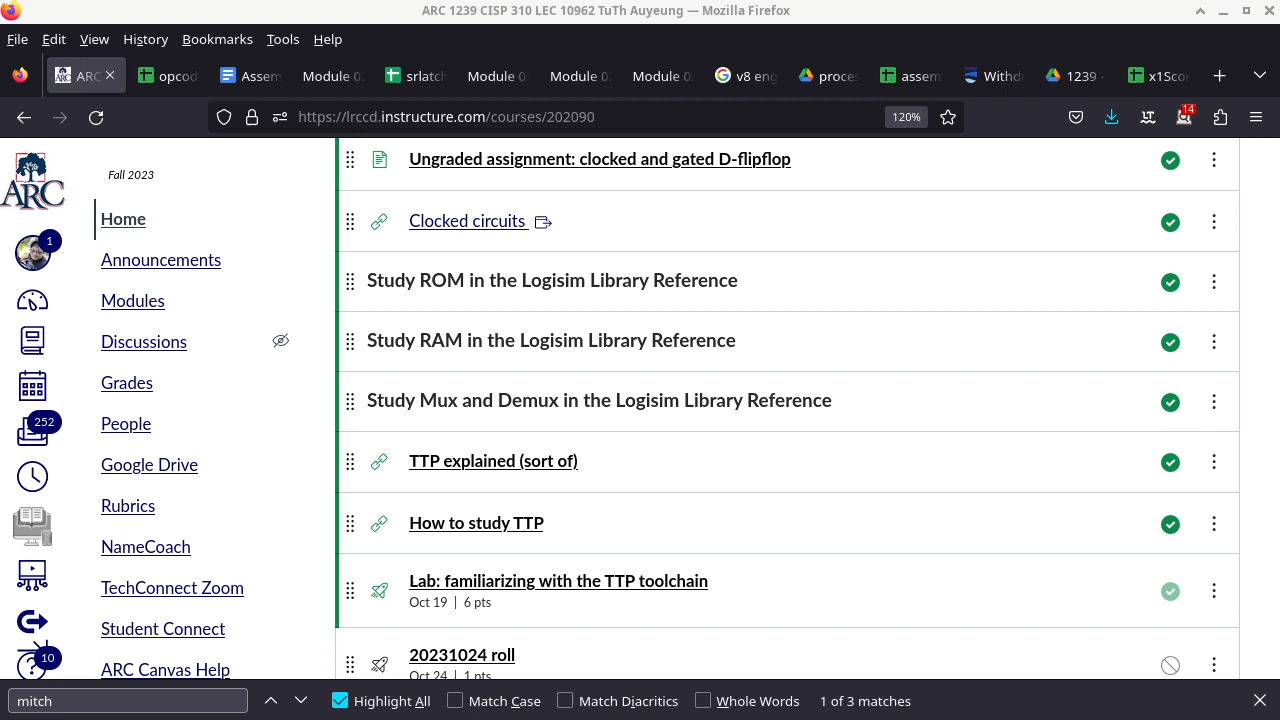 ARC 1239 CISP 310 LEC 10962 TuTh Auyeung — Mozilla Firefox
File Edit View History Bookmarks Tools Help
ARC opcod Assem Module 0 srlatch Module 0 Module 0 Module 0 v8 eng proces assem Withd 1239 - x1Sco
https://lrccd.instructure.com/courses/202090 120% 14
ARC
Fall 2023
Home
Announcements
Modules
Discussions
Grades
People
Google Drive
Rubrics
NameCoach
TechConnect Zoom
Student Connect
ARC Canvas Help
1
252
10
Ungraded assignment: clocked and gated D-flipflop
Clocked circuits
Study ROM in the Logisim Library Reference
Study RAM in the Logisim Library Reference
Study Mux and Demux in the Logisim Library Reference
TTP explained (sort of)
How to study TTP
Lab: familiarizing with the TTP toolchain
Oct 19 | 6 pts
20231024 roll
Oct 24 | 1 pts
mitch Highlight All Match Case Match Diacritics Whole Words 1 of 3 matches